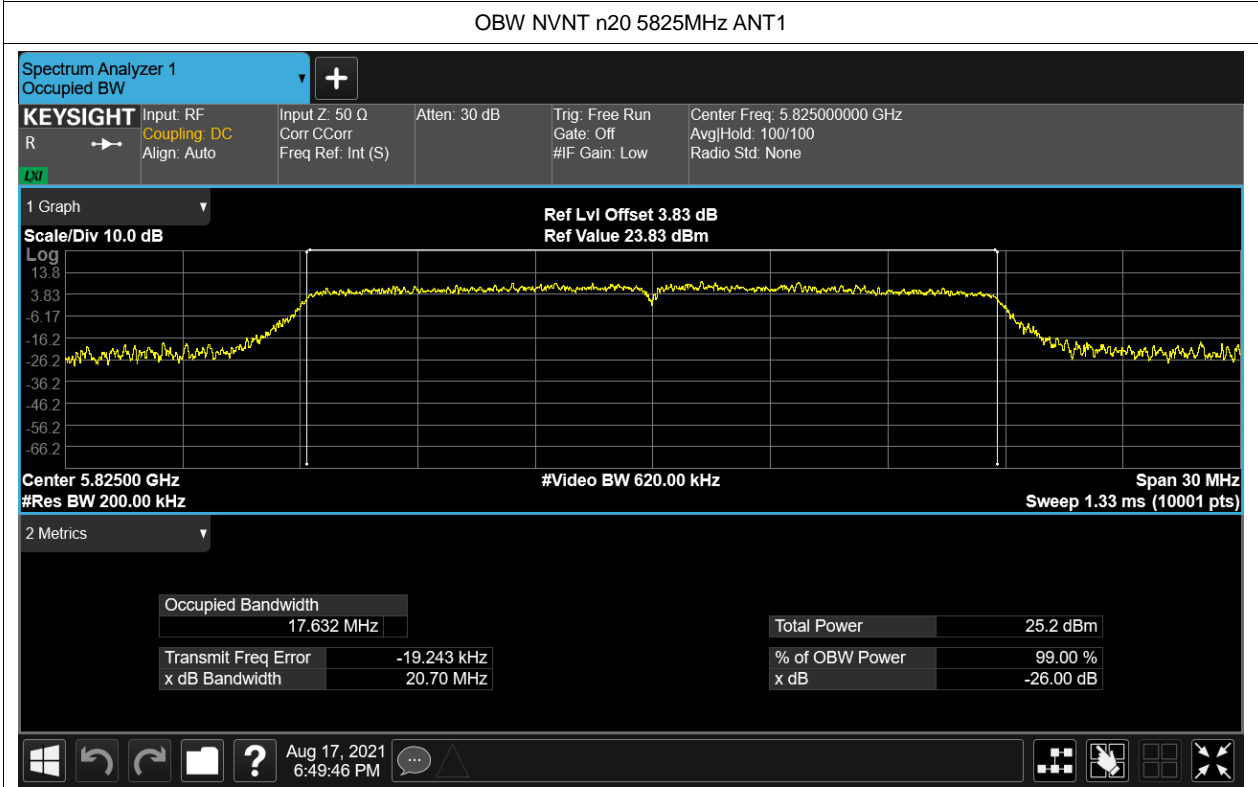 OBW NVNT n20 5825MHz ANT1
Spectrum Analyzer 1
Occupied BW
KEYSIGHT
R
LXI
Input: RF
Coupling: DC
Align: Auto
Input Z: 50 Ω
Corr CCorr
Freq Ref: Int (S)
Atten: 30 dB
Trig: Free Run
Gate: Off
#IF Gain: Low
Center Freq: 5.825000000 GHz
Avg|Hold: 100/100
Radio Std: None
1 Graph
Scale/Div 10.0 dB
Ref Lvl Offset 3.83 dB
Ref Value 23.83 dBm
Log
13.8
3.83
-6.17
-16.2
-26.2
-36.2
-46.2
-56.2
-66.2
Center 5.82500 GHz
#Video BW 620.00 kHz
Span 30 MHz
#Res BW 200.00 kHz
Sweep 1.33 ms (10001 pts)
2 Metrics
Occupied Bandwidth
17.632 MHz
Total Power 25.2 dBm
Transmit Freq Error -19.243 kHz
% of OBW Power 99.00 %
x dB Bandwidth 20.70 MHz
x dB -26.00 dB
?
Aug 17, 2021
6:49:46 PM